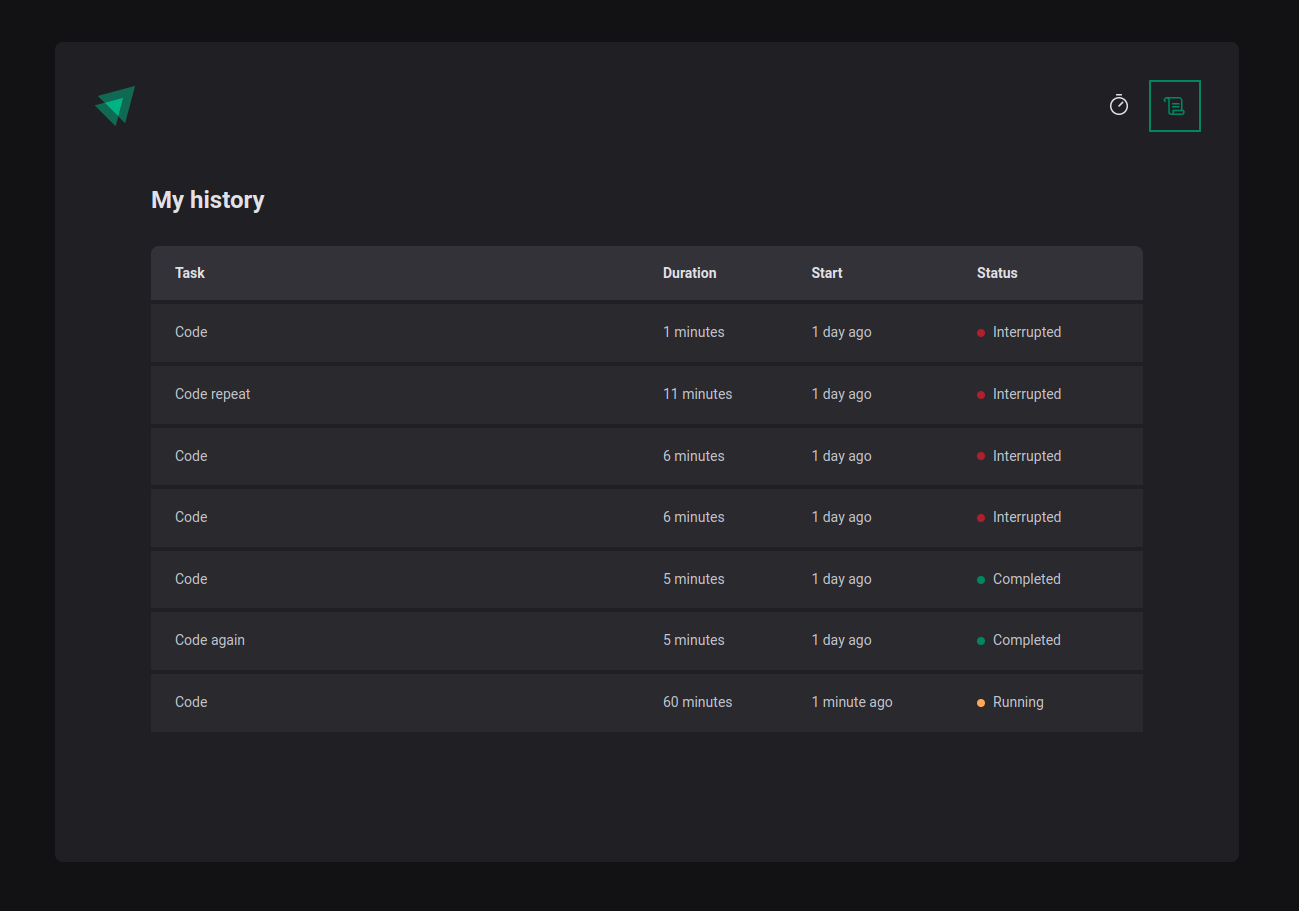 My history
Task Duration Start Status
Code 1 minutes 1 day ago Interrupted
Code repeat 11 minutes 1 day ago Interrupted
Code 6 minutes 1 day ago Interrupted
Code 6 minutes 1 day ago Interrupted
Code 5 minutes 1 day ago Completed
Code again 5 minutes 1 day ago Completed
Code 60 minutes 1 minute ago Running